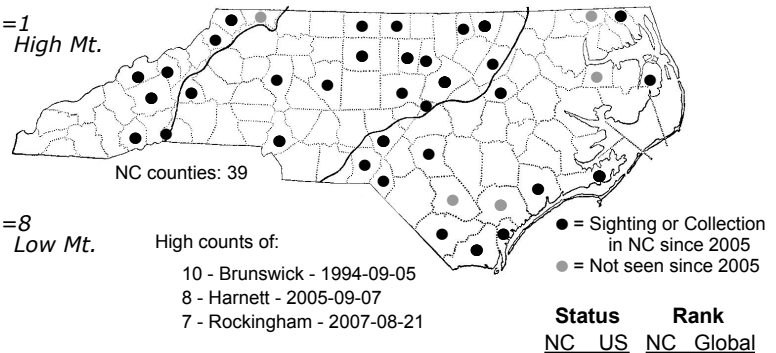 =1
High Mt.
NC counties: 39
=8
Low Mt.
High counts of:
10 - Brunswick - 1994-09-05
8 - Harnett - 2005-09-07
7 - Rockingham - 2007-08-21
= Sighting or Collection
in NC since 2005
= Not seen since 2005
Status Rank
NC US NC Global